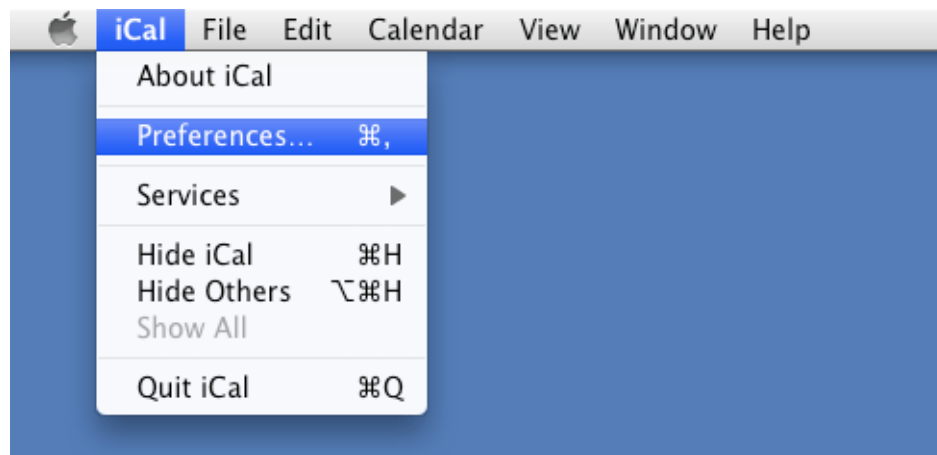 iCal File Edit Calendar View Window Help
About iCal
Preferences... ⌘,
Services ▶
Hide iCal ⌘H
Hide Others ⌥⌘H
Show All
Quit iCal ⌘Q